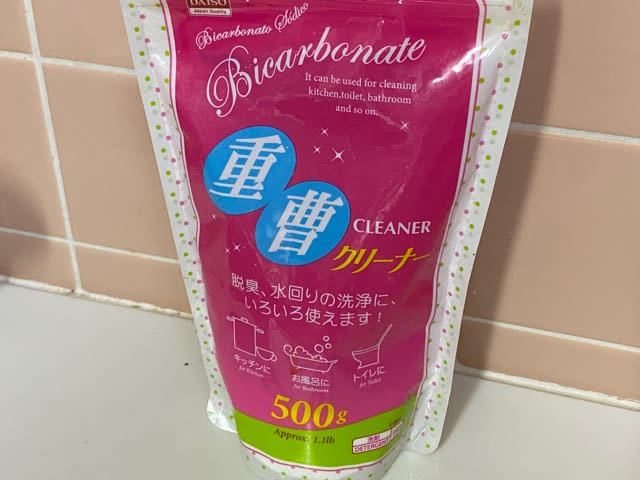 DAISO
Japan Quality
Bicarbonato Sódico
Bicarbonate
It can be used for cleaning
kitchen,toilet, bathroom
and so on.
重曹
CLEANER
クリーナー
脱臭、水回りの洗浄に、
いろいろ使えます！
キッチンに
for Kitchen
お風呂に
for Bathroom
トイレに
for Toilet
500g
Approx. 1.1lb
洗剤
DETERGENT